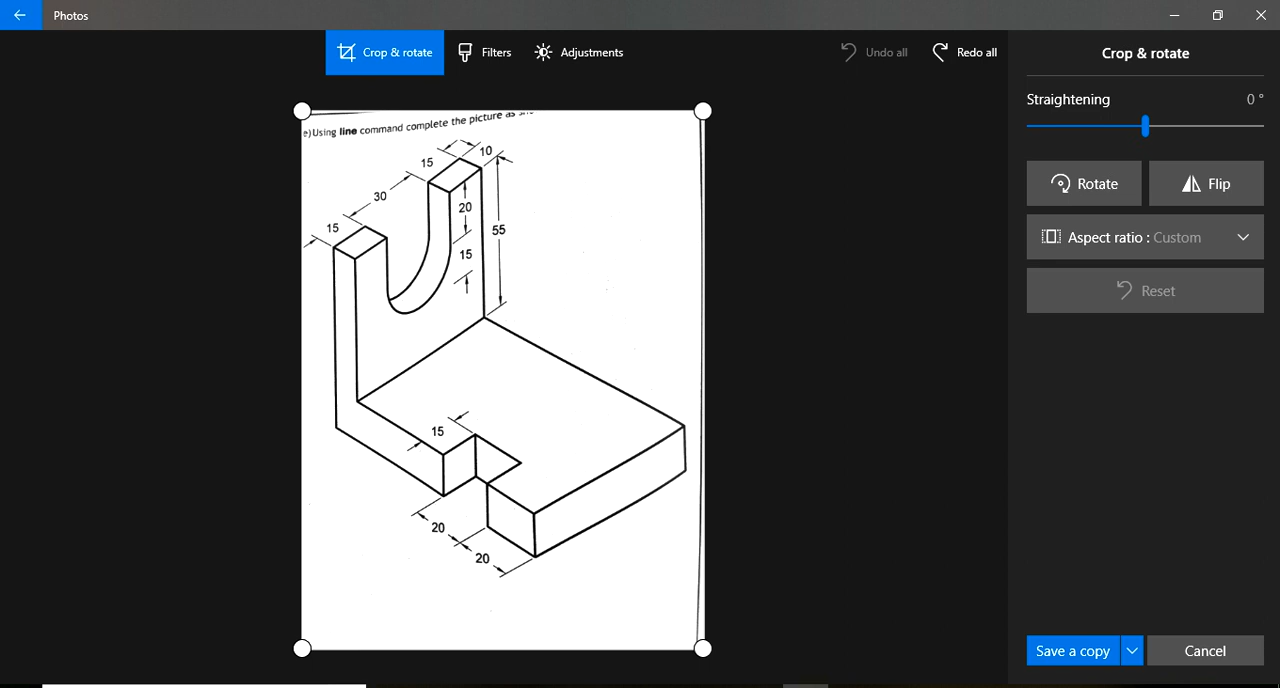 Photos
Crop & rotate
Filters
Adjustments
Undo all
Redo all
Crop & rotate
Straightening
0 °
Rotate
Flip
Aspect ratio : Custom
Reset
e)Using line command complete the picture as
10
15
30
20
15
55
15
15
20
20
Save a copy
Cancel